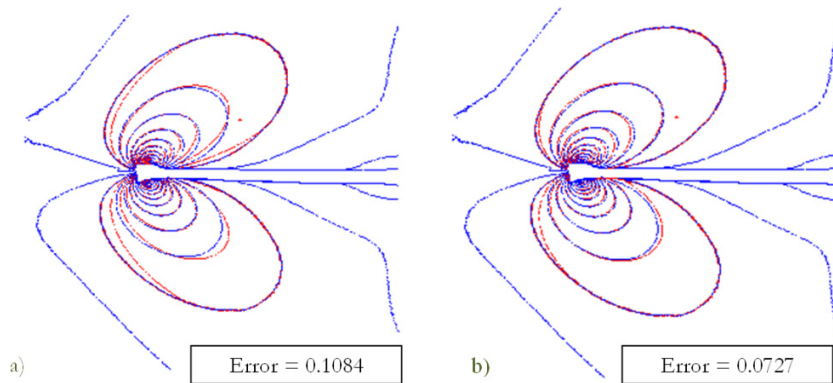 a)
Error = 0.1084
b)
Error = 0.0727